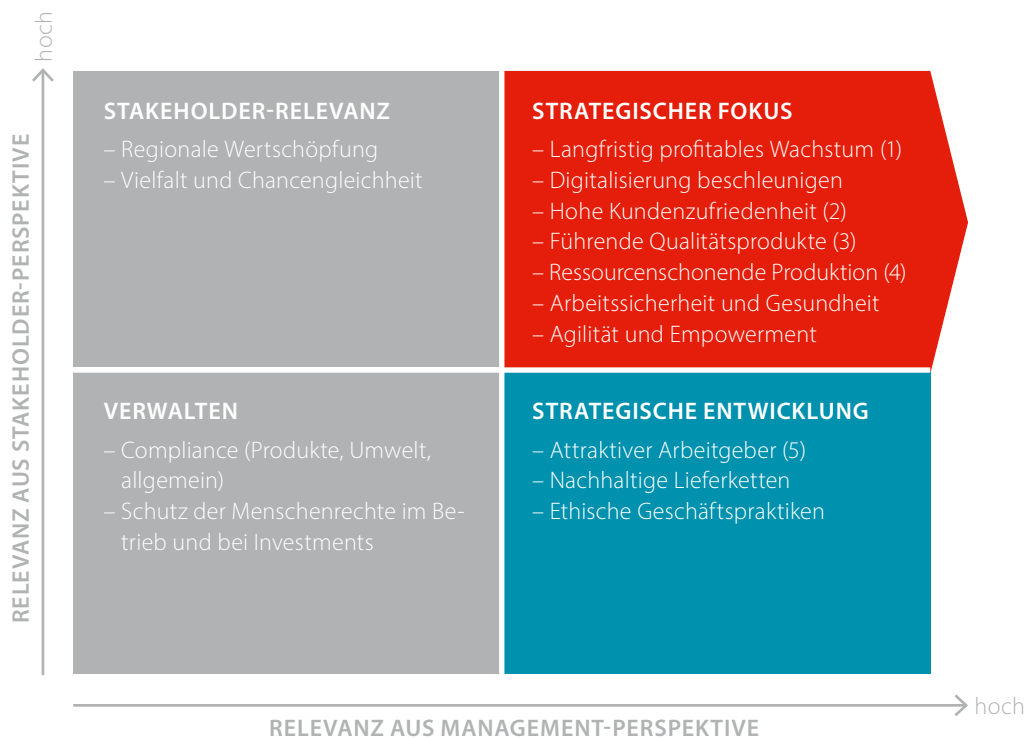 hoch
RELEVANZ AUS STAKEHOLDER-PERSPEKTIVE
STAKEHOLDER-RELEVANZ
– Regionale Wertschöpfung
– Vielfalt und Chancengleichheit
STRATEGISCHER FOKUS
– Langfristig profitables Wachstum (1)
– Digitalisierung beschleunigen
– Hohe Kundenzufriedenheit (2)
– Führende Qualitätsprodukte (3)
– Ressourcenschonende Produktion (4)
– Arbeitssicherheit und Gesundheit
– Agilität und Empowerment
VERWALTEN
– Compliance (Produkte, Umwelt,
allgemein)
– Schutz der Menschenrechte im Be-
trieb und bei Investments
STRATEGISCHE ENTWICKLUNG
– Attraktiver Arbeitgeber (5)
– Nachhaltige Lieferketten
– Ethische Geschäftspraktiken
hoch
RELEVANZ AUS MANAGEMENT-PERSPEKTIVE